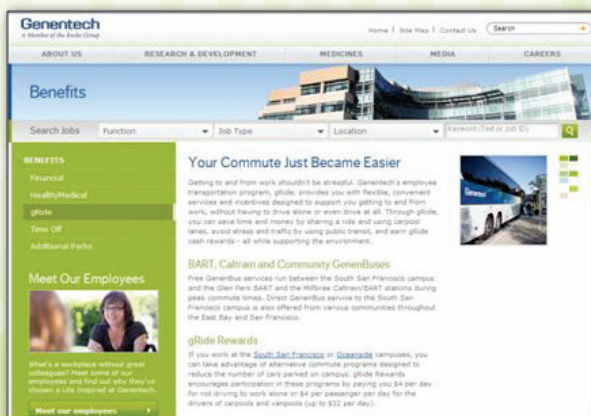 Genentech
A Member of the Roche Group
Home | Site Map | Contact Us
Search
ABOUT US
RESEARCH & DEVELOPMENT
MEDICINES
MEDIA
CAREERS
Benefits
Search Jobs
Function
Job Type
Location
Keyword (Text or Job ID)
BENEFITS
Financial
Health/Medical
gRide
Time Off
Additional Perks
Meet Our Employees
What's a workplace without great
colleagues? Meet some of our
employees and find out why they've
chosen a Life Inspired at Genentech.
Meet our employees
Your Commute Just Became Easier
Getting to and from work shouldn't be stressful. Genentech's employee
transportation program, gRide, provides you with flexible, convenient
services and incentives designed to support you getting to and from
work, without having to drive alone or even drive at all. Through gRide,
you can save time and money by sharing a ride and using carpool
lanes, avoid stress and traffic by using public transit, and earn gRide
cash rewards - all while supporting the environment.
BART, Caltrain and Community GenenBuses
Free GenenBus services run between the South San Francisco campus
and the Glen Park BART and the Millbrae Caltrain/BART stations during
peak commute times. Direct GenenBus service to the South San
Francisco campus is also offered from various communities throughout
the East Bay and San Francisco.
gRide Rewards
If you work at the South San Francisco or Oceanside campuses, you
can take advantage of alternative commute programs designed to
reduce the number of cars parked on campus. gRide Rewards
encourages participation in these programs by paying you $4 per day
for not driving to work alone or $4 per passenger per day for the
drivers of carpools and vanpools (up to $32 per day).
Genentech